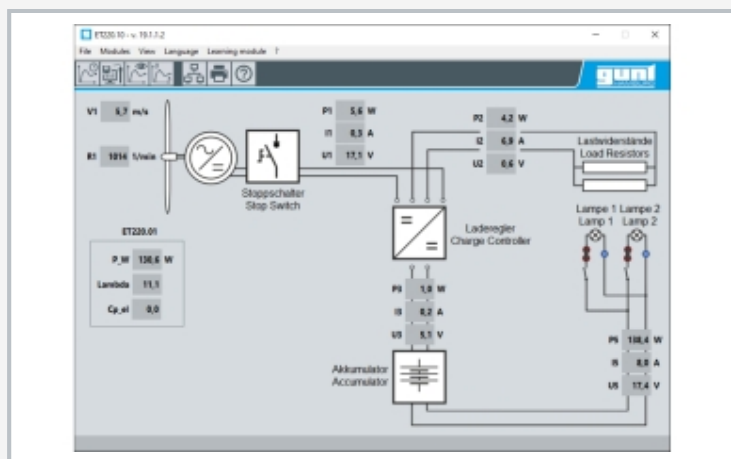 ET220.10 - v. 19.1.1.2
File Modules View Language Learning module ?
gunt
V1 5,7 m/s
P1 5,6 W
I1 0,3 A
U1 17,1 V
P2 4,2 W
I2 6,9 A
U2 0,6 V
Lastwiderstände
Load Resistors
R1 1014 1/min
Stoppschalter
Stop Switch
Lampe 1 Lampe 2
Lamp 1 Lamp 2
Laderegler
Charge Controller
ET220.01
P_W 130,6 W
Lambda 11,1
Cp_el 0,0
P3 1,0 W
I3 0,2 A
U3 5,1 V
Akkumulator
Accumulator
P5 138,4 W
I5 8,0 A
U5 17,4 V